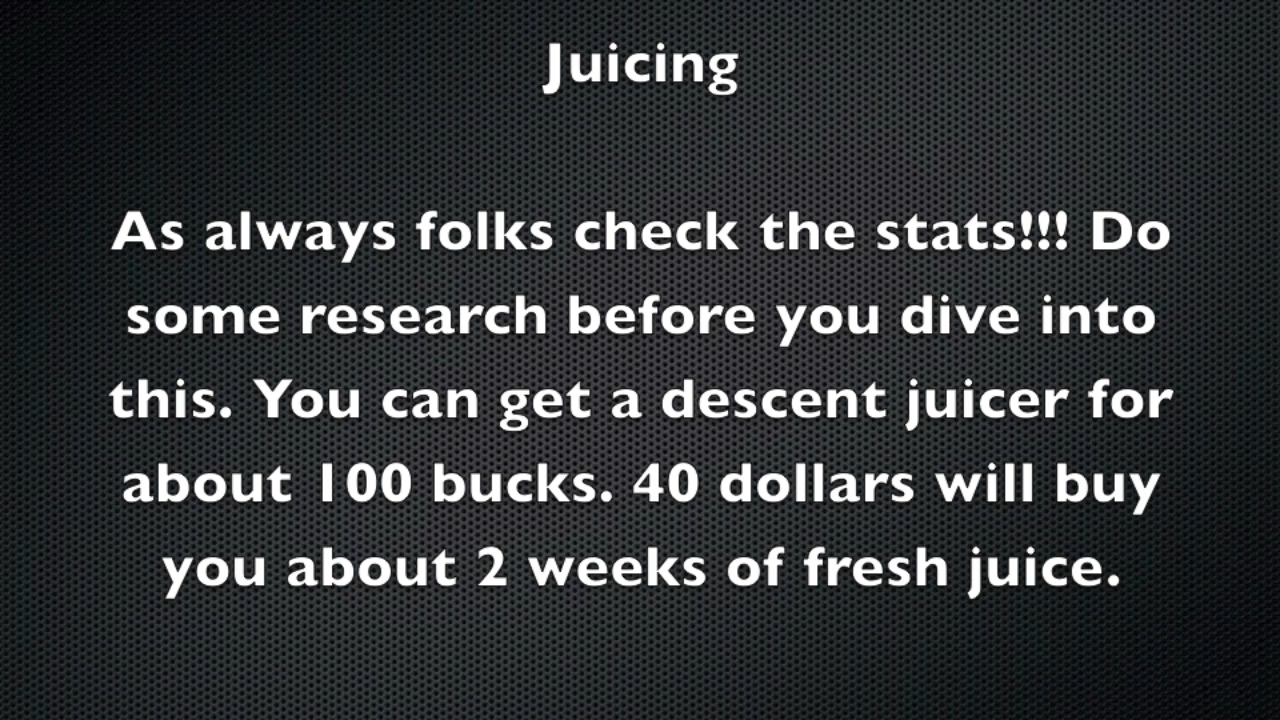 Juicing
As always folks check the stats!!! Do
some research before you dive into
this. You can get a descent juicer for
about 100 bucks. 40 dollars will buy
you about 2 weeks of fresh juice.